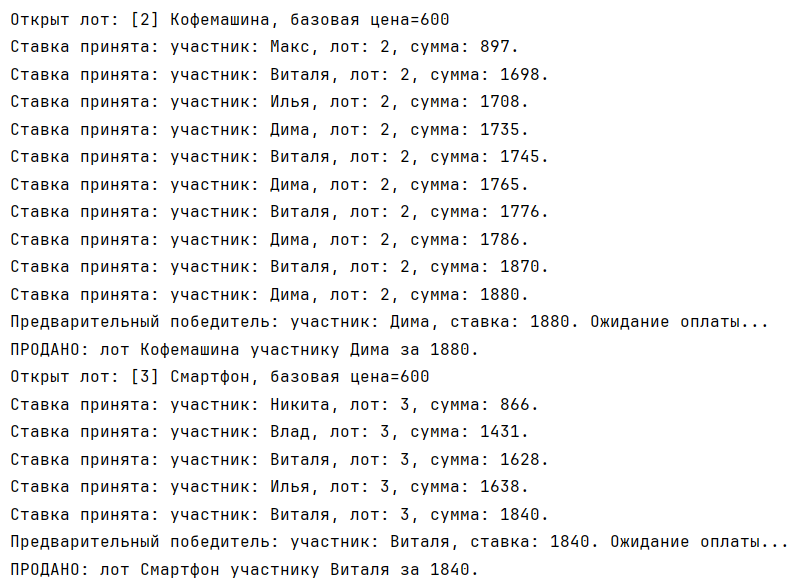 Открыт лот: [2] Кофемашина, базовая цена=600
Ставка принята: участник: Макс, лот: 2, сумма: 897.
Ставка принята: участник: Виталя, лот: 2, сумма: 1698.
Ставка принята: участник: Илья, лот: 2, сумма: 1708.
Ставка принята: участник: Дима, лот: 2, сумма: 1735.
Ставка принята: участник: Виталя, лот: 2, сумма: 1745.
Ставка принята: участник: Дима, лот: 2, сумма: 1765.
Ставка принята: участник: Виталя, лот: 2, сумма: 1776.
Ставка принята: участник: Дима, лот: 2, сумма: 1786.
Ставка принята: участник: Виталя, лот: 2, сумма: 1870.
Ставка принята: участник: Дима, лот: 2, сумма: 1880.
Предварительный победитель: участник: Дима, ставка: 1880. Ожидание оплаты...
ПРОДАНО: лот Кофемашина участнику Дима за 1880.
Открыт лот: [3] Смартфон, базовая цена=600
Ставка принята: участник: Никита, лот: 3, сумма: 866.
Ставка принята: участник: Влад, лот: 3, сумма: 1431.
Ставка принята: участник: Виталя, лот: 3, сумма: 1628.
Ставка принята: участник: Илья, лот: 3, сумма: 1638.
Ставка принята: участник: Виталя, лот: 3, сумма: 1840.
Предварительный победитель: участник: Виталя, ставка: 1840. Ожидание оплаты...
ПРОДАНО: лот Смартфон участнику Виталя за 1840.